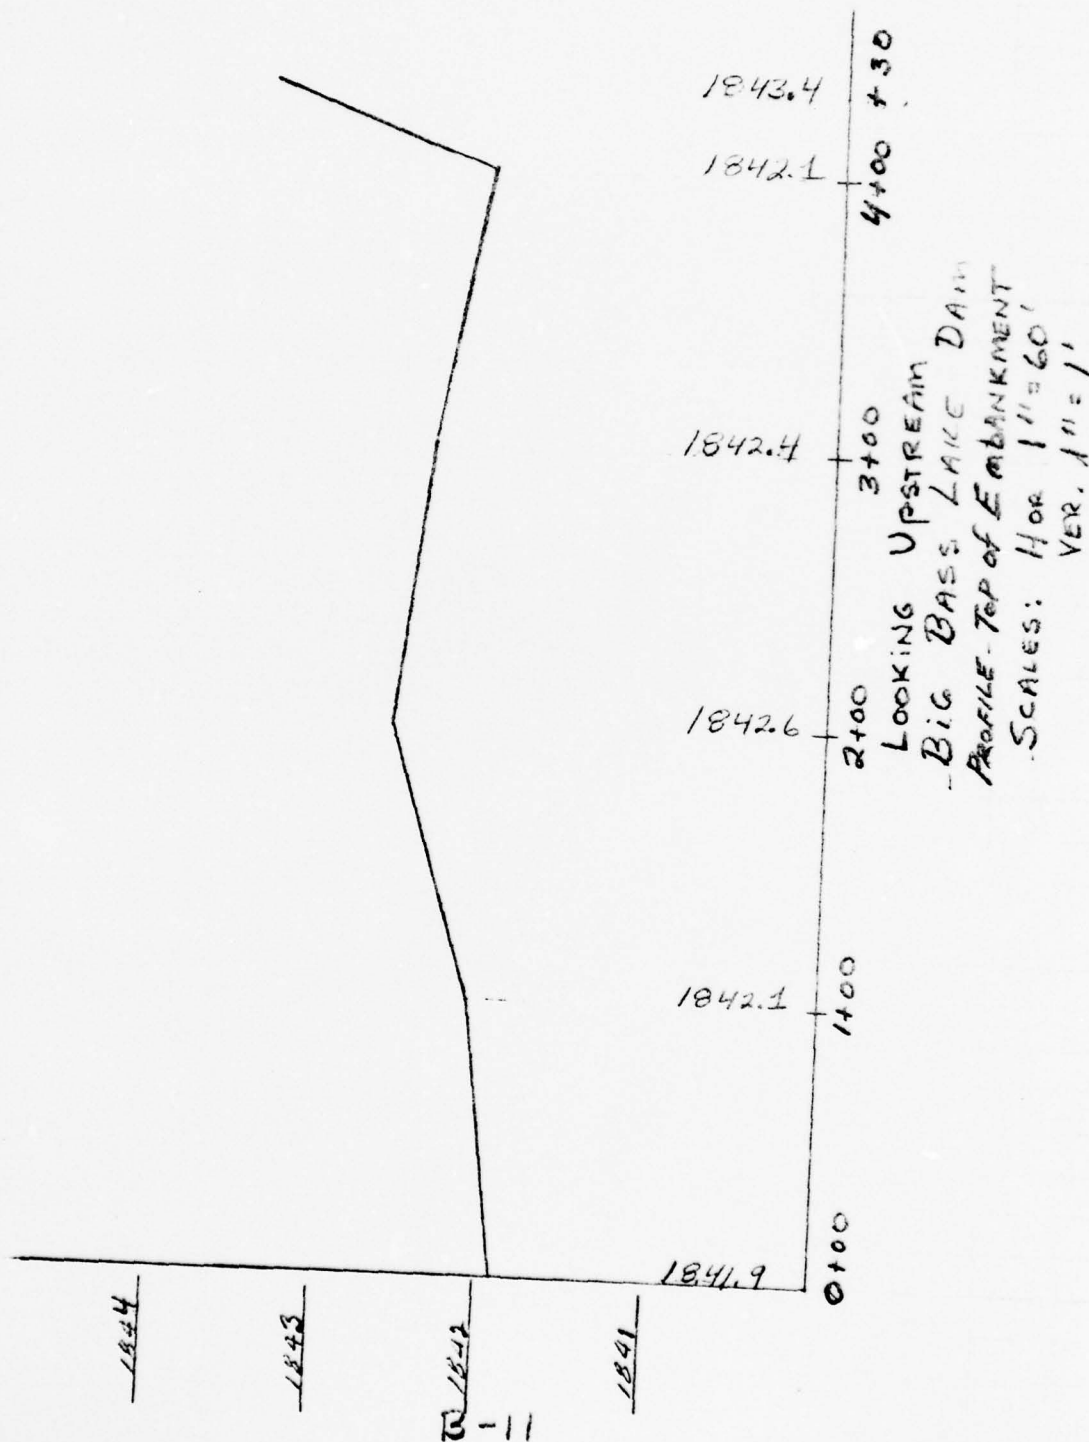 1844
1843
1842
1841
1841.9
1842.1
1842.6
1842.4
1842.1
1843.4
0+00
1+00
2+00
3+00
4+00
+30
LOOKING UPSTREAM
BIG BASS LAKE DAM
PROFILE-TOP OF EMBANKMENT
SCALES: HOR 1"=60'
VER. 1"=1'
B-11